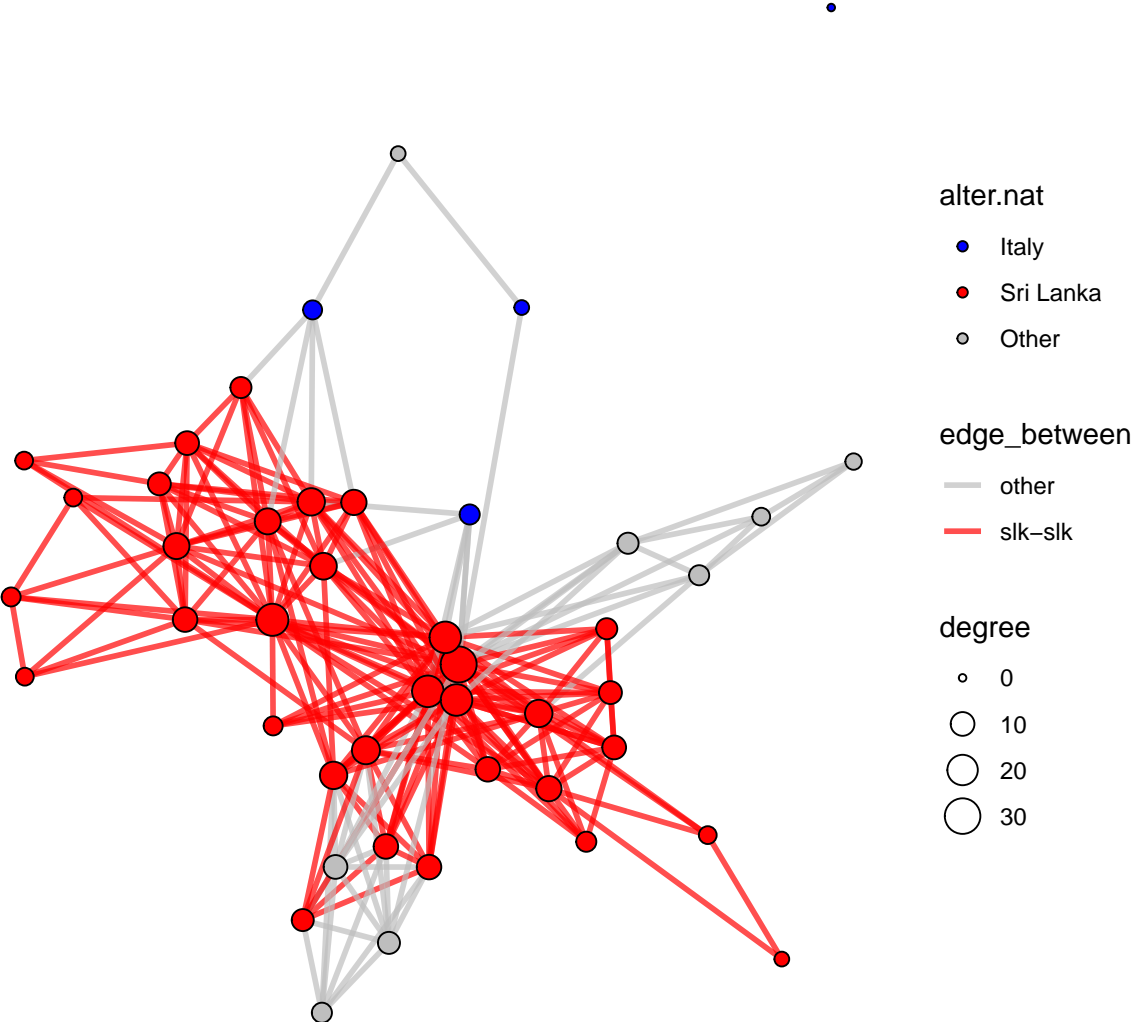 alter.nat
Italy
Sri Lanka
Other
edge_between
other
slk−slk
degree
0
10
20
30